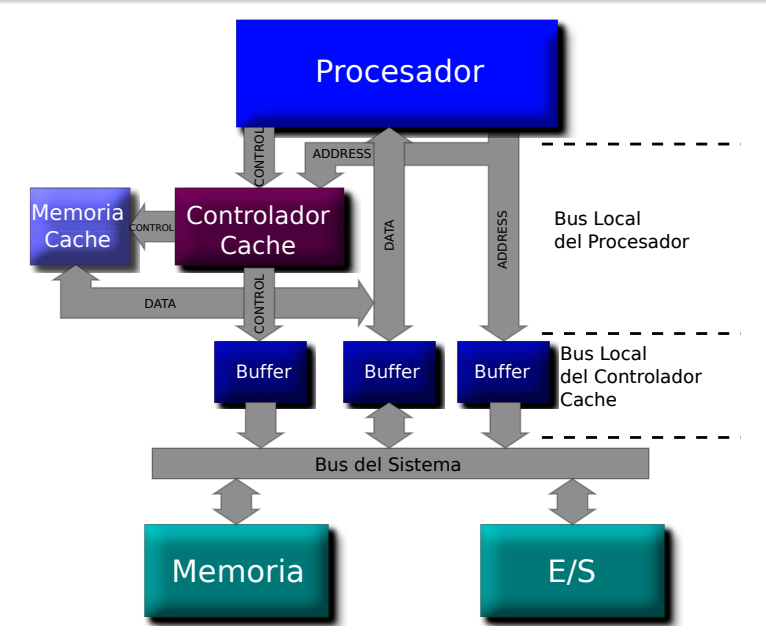 Procesador
CONTROL
ADDRESS
Memoria
Cache
CONTROL
Controlador
Cache
DATA
ADDRESS
Bus Local
del Procesador
DATA
CONTROL
Buffer
Buffer
Buffer
Bus Local
del Controlador
Cache
Bus del Sistema
Memoria
E/S